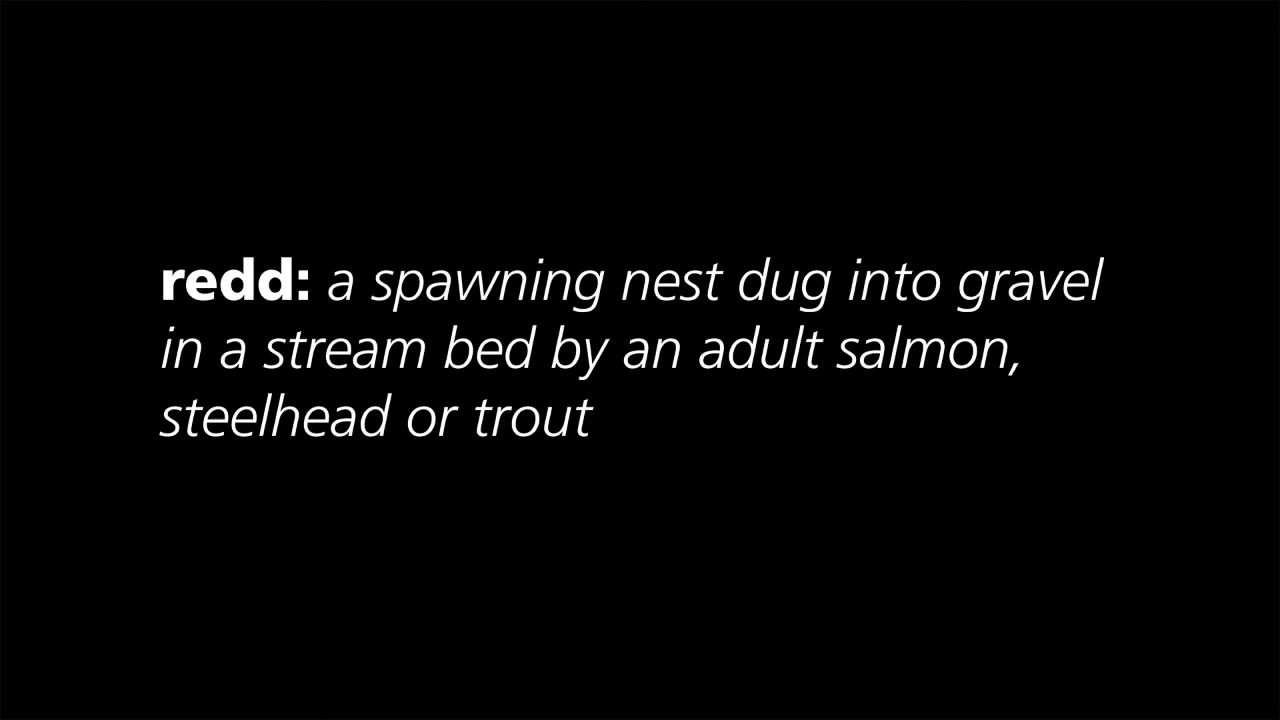 redd: a spawning nest dug into gravel
in a stream bed by an adult salmon,
steelhead or trout